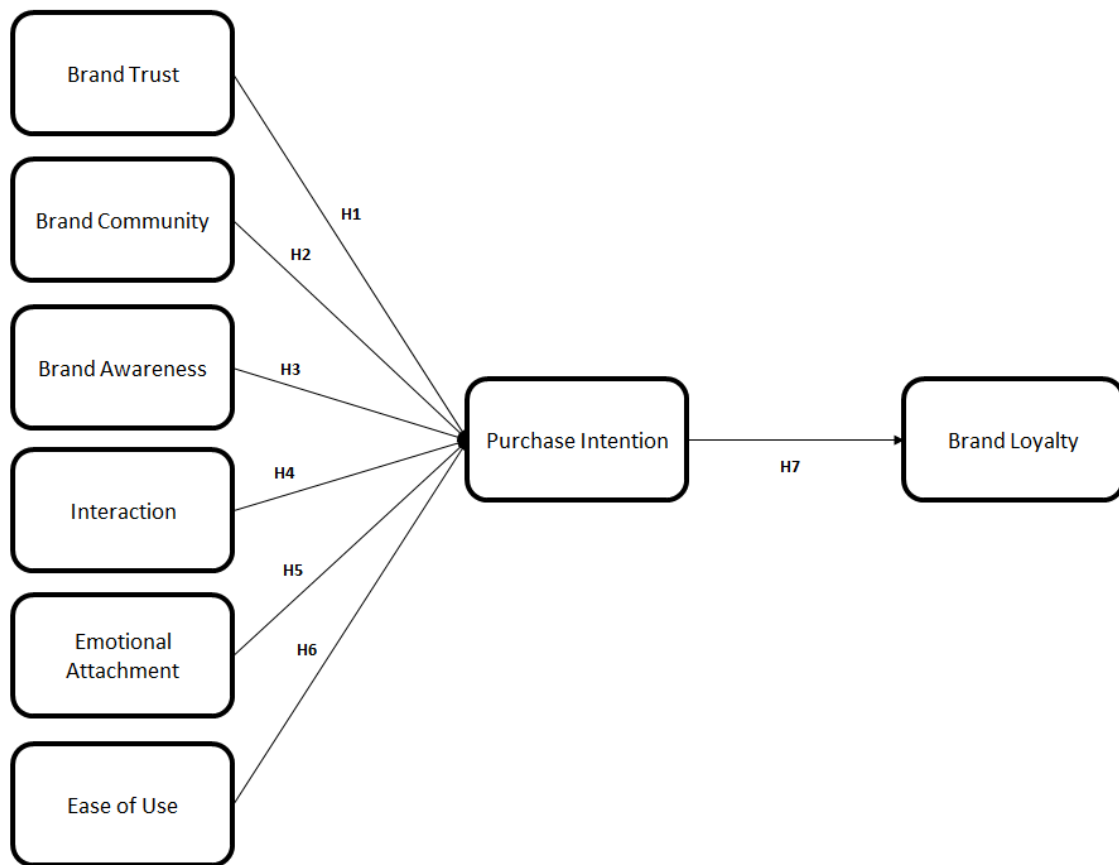 Brand Trust
H1
Brand Community
H2
Brand Awareness
H3
Purchase Intention
H7
Brand Loyalty
Interaction
H4
Emotional
Attachment
H5
Ease of Use
H6